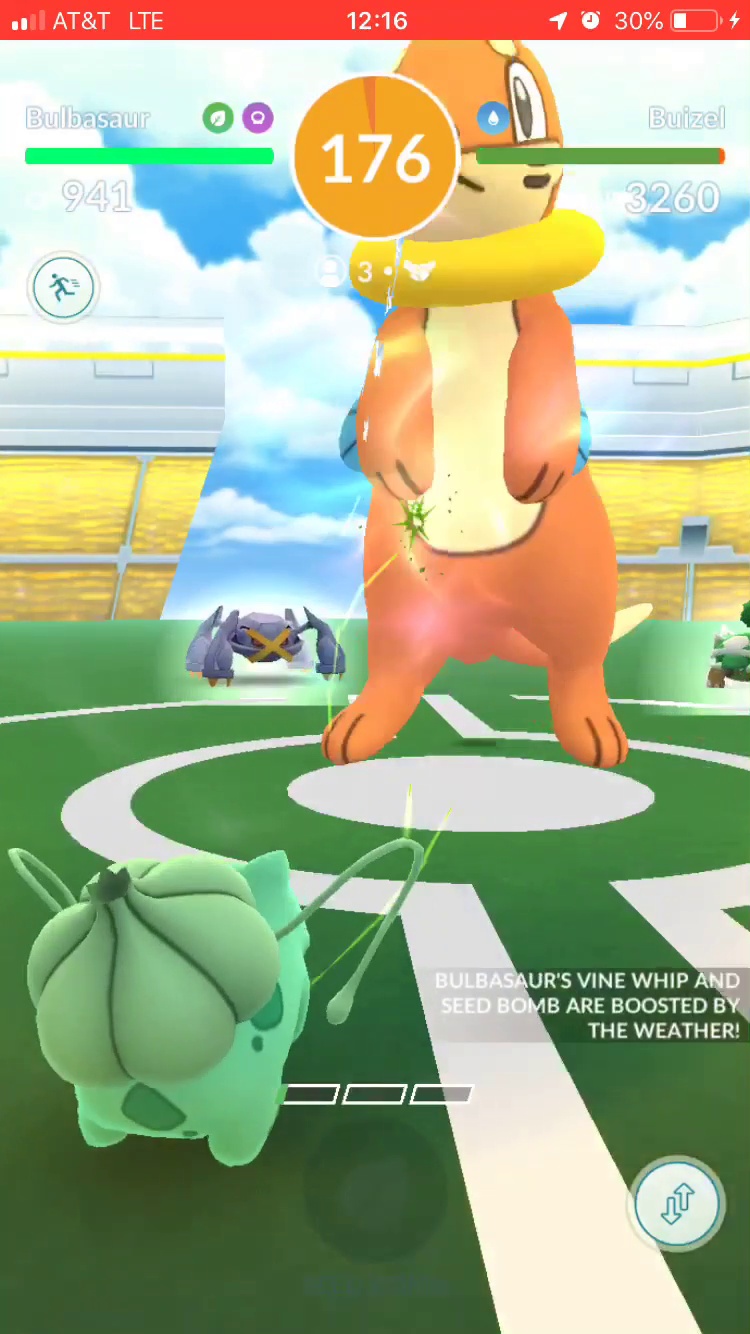 AT&T LTE 12:16 30%
Bulbasaur 176 Buizel
941 3260
3 •
BULBASAUR'S VINE WHIP AND
SEED BOMB ARE BOOSTED BY
THE WEATHER!